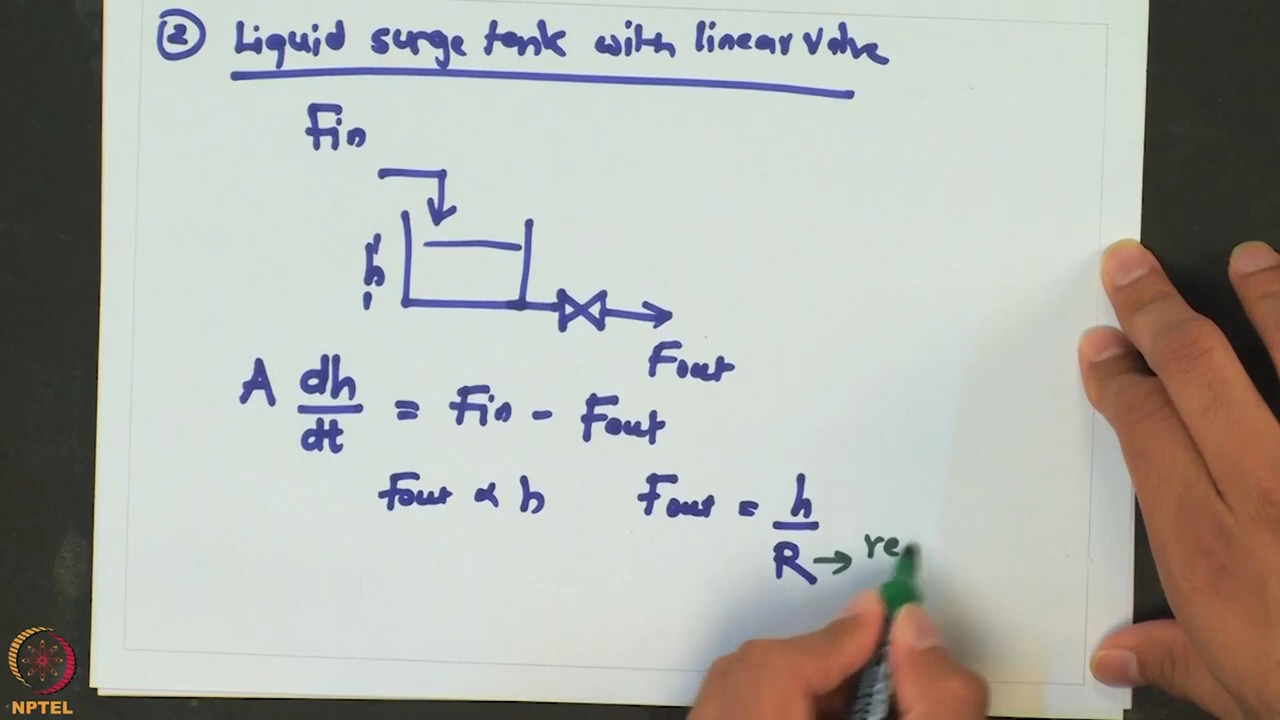 ② Liquid surge tank with linear valve
Fin
h
Fout
A dh/dt = Fin - Fout
Fout ∝ h Fout = h/R → re
NPTEL